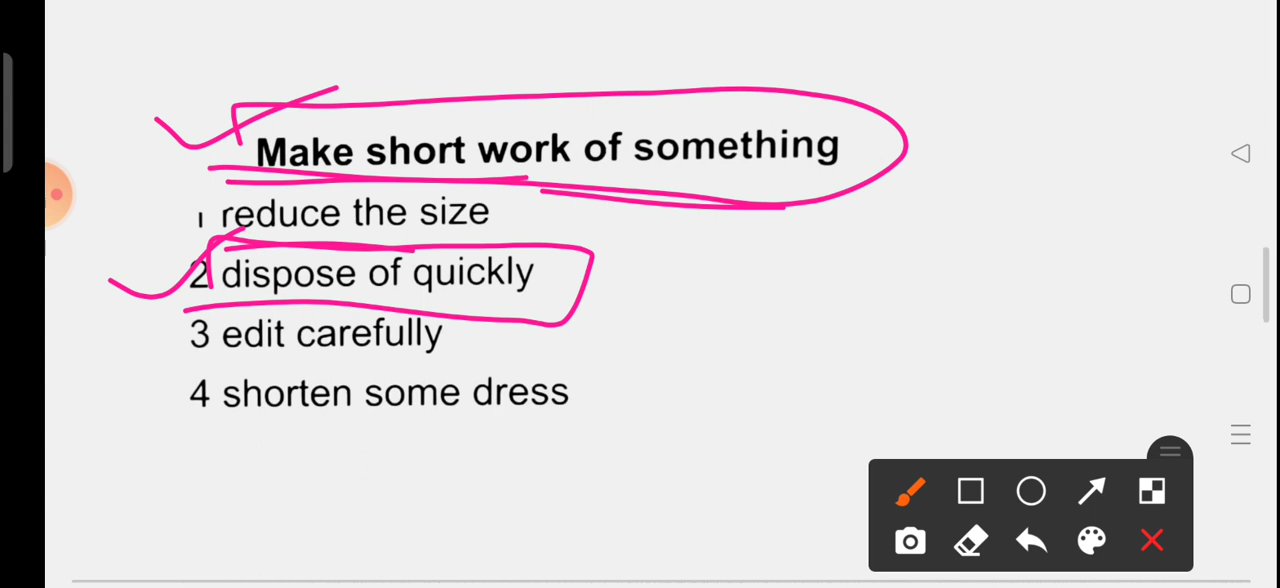 Make short work of something
1 reduce the size
2 dispose of quickly
3 edit carefully
4 shorten some dress